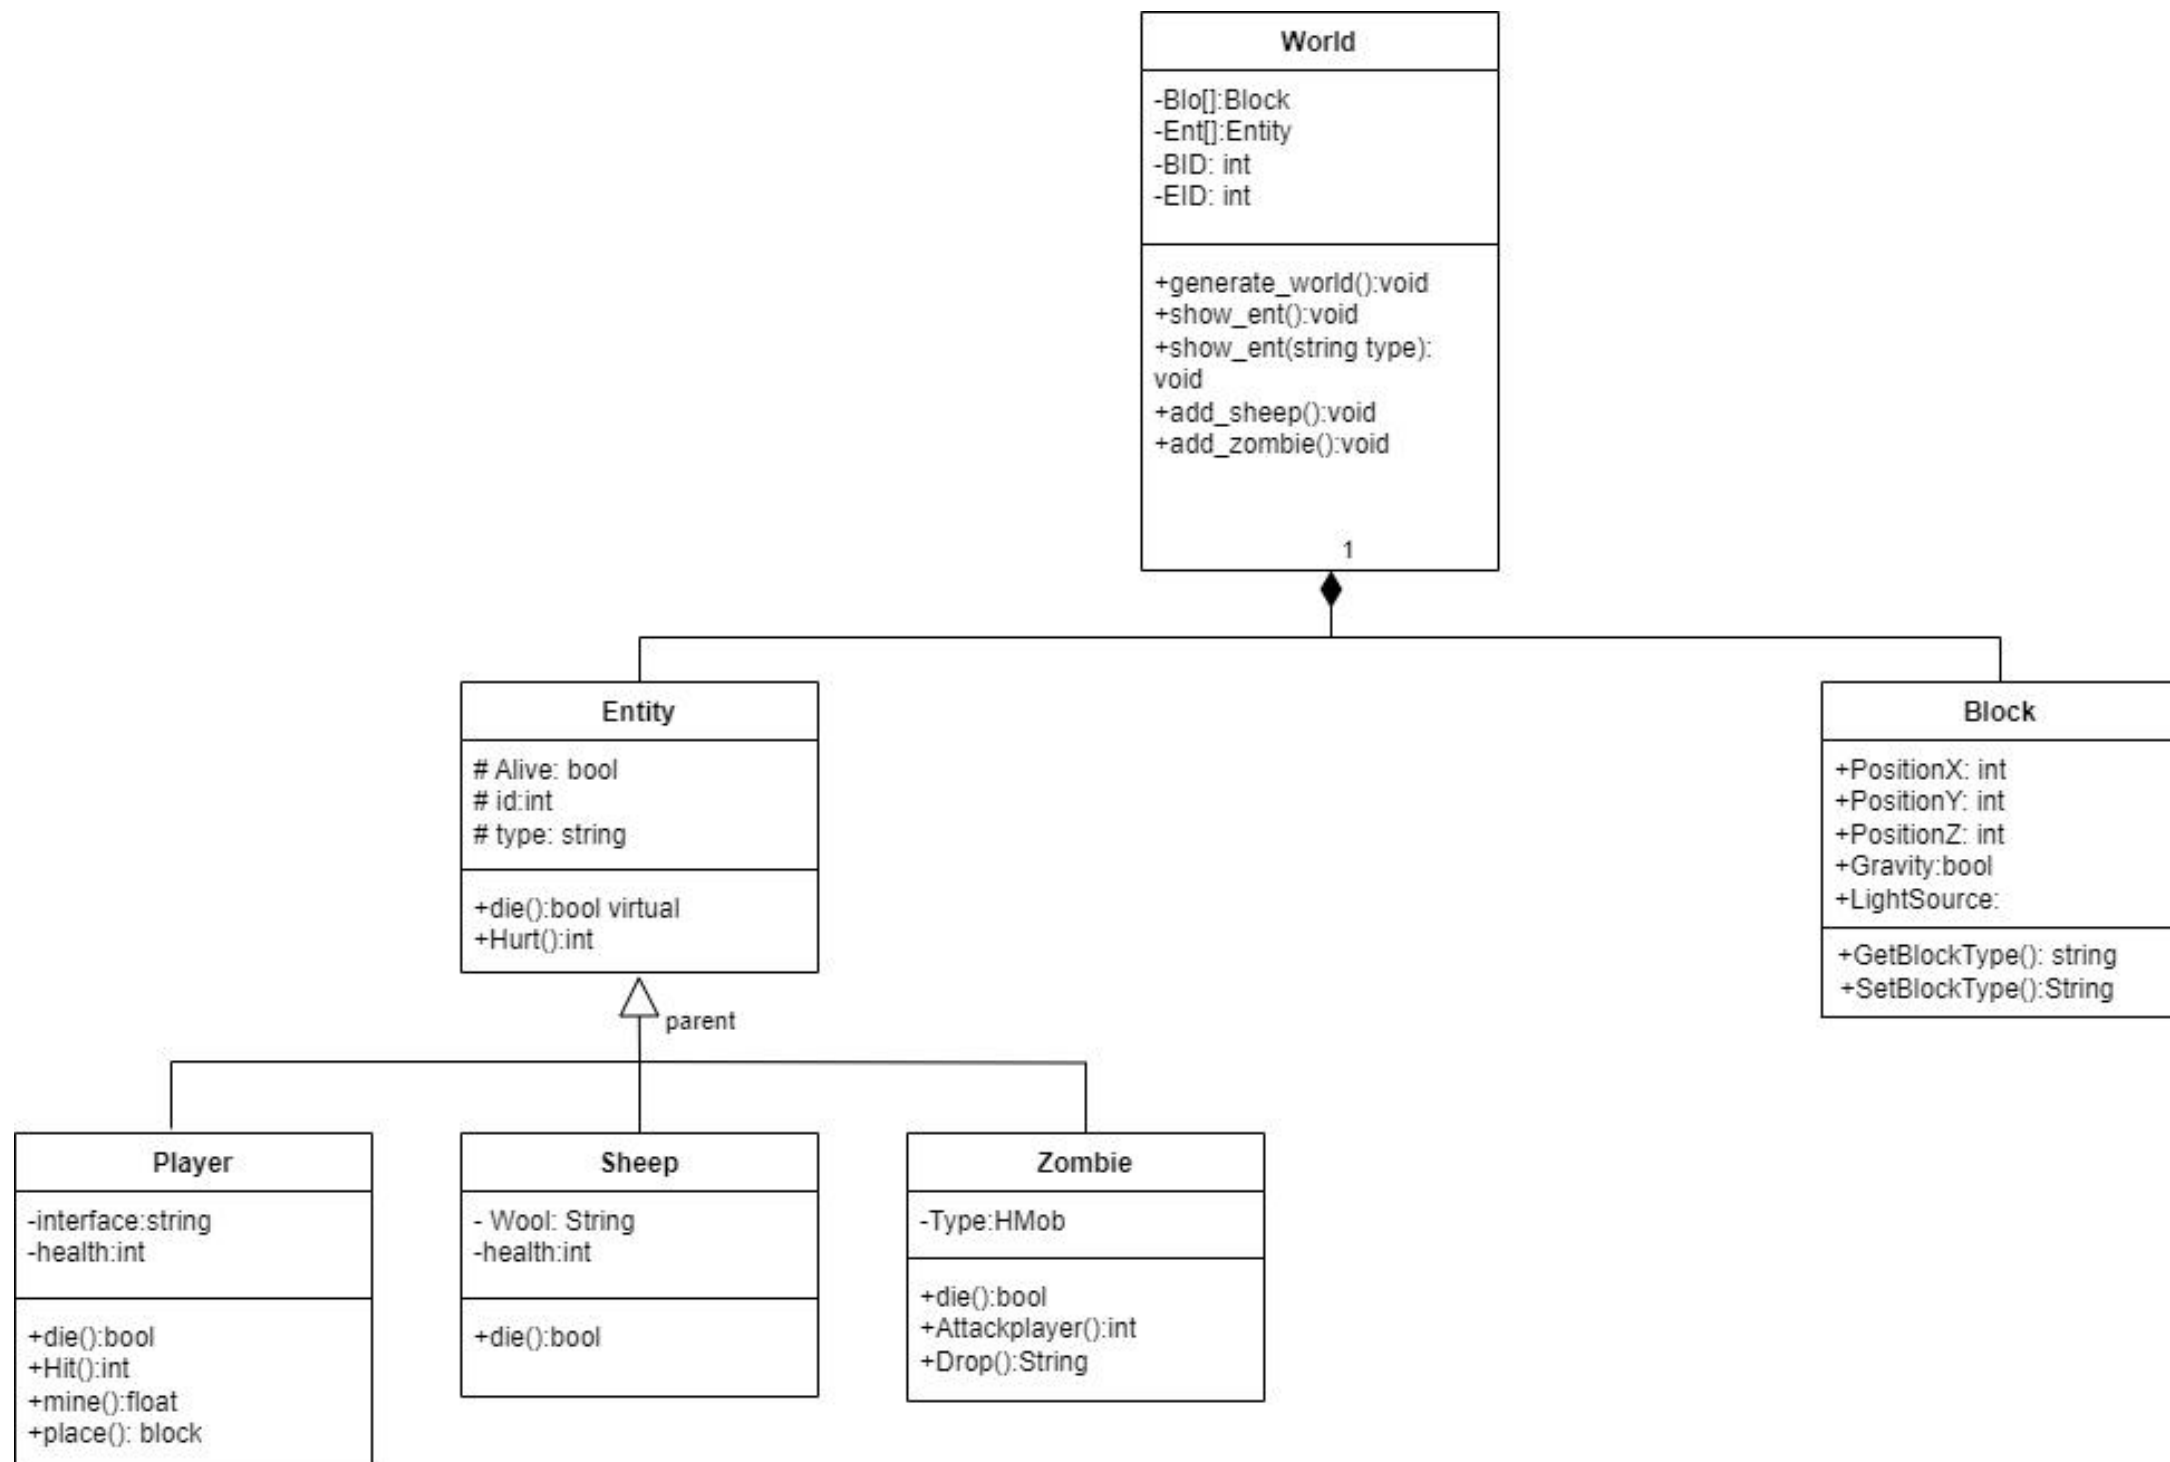 World
-Blo[]:Block
-Ent[]:Entity
-BID: int
-EID: int
+generate_world():void
+show_ent():void
+show_ent(string type):
void
+add_sheep():void
+add_zombie():void
1
Entity
# Alive: bool
# id:int
# type: string
+die():bool virtual
+Hurt():int
Block
+PositionX: int
+PositionY: int
+PositionZ: int
+Gravity:bool
+LightSource:
+GetBlockType(): string
+SetBlockType():String
parent
Player
-interface:string
-health:int
+die():bool
+Hit():int
+mine():float
+place(): block
Sheep
- Wool: String
-health:int
+die():bool
Zombie
-Type:HMob
+die():bool
+Attackplayer():int
+Drop():String